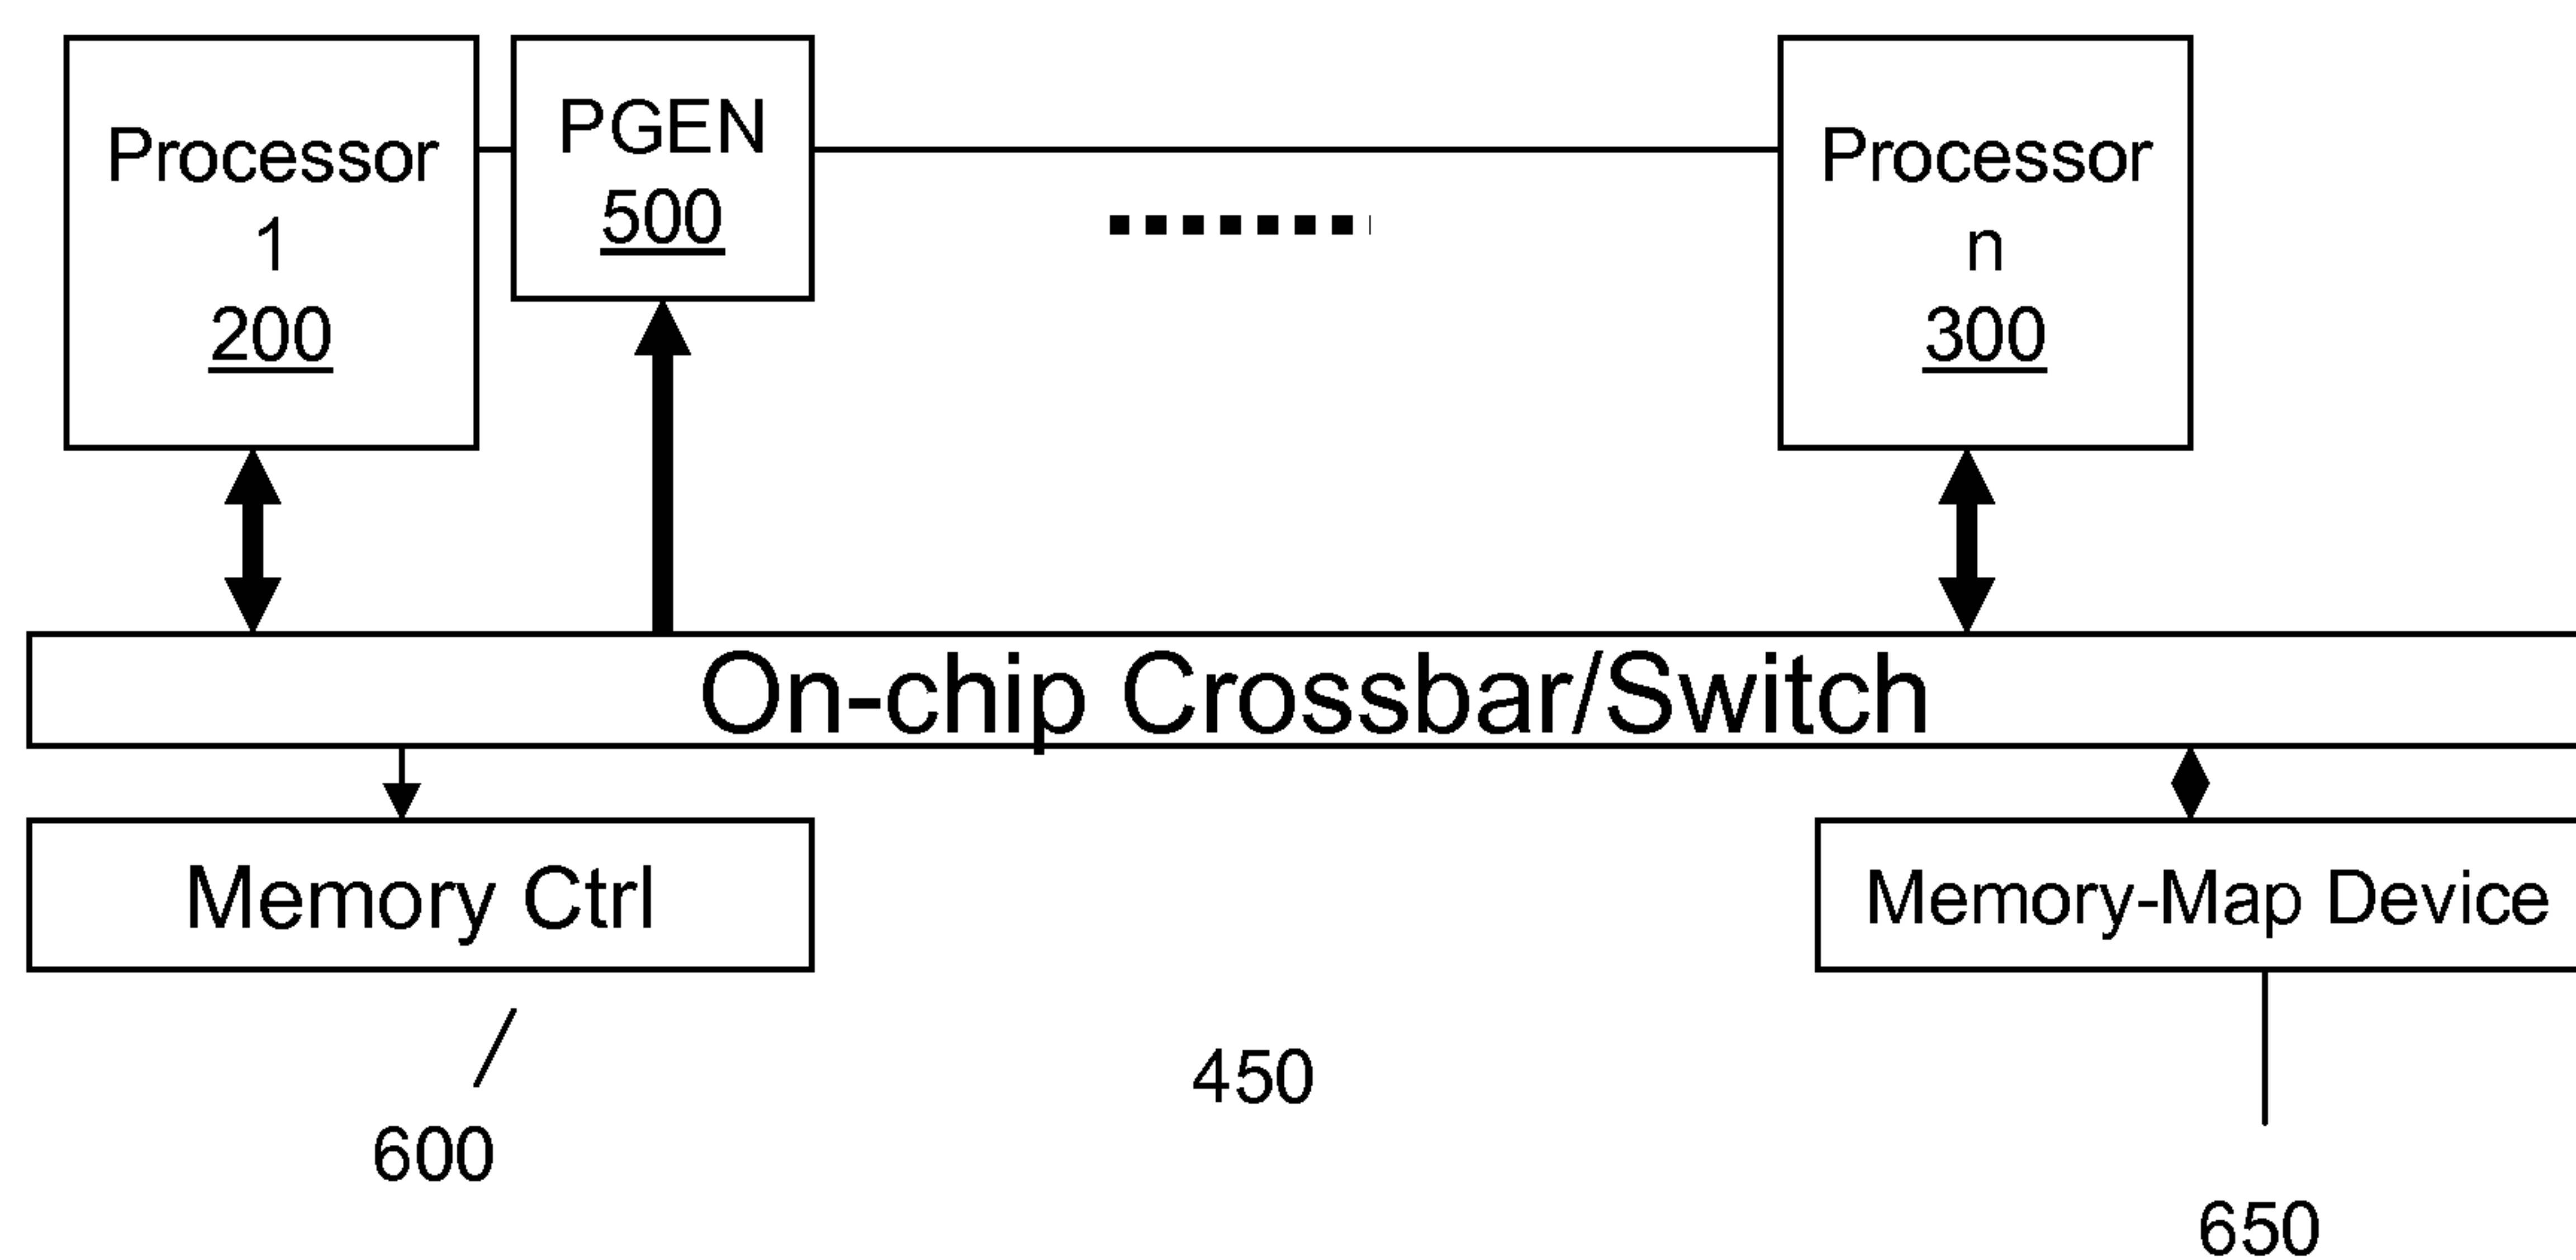 Processor
1
200
PGEN
500
Processor
n
300
On-chip Crossbar/Switch
Memory Ctrl
Memory-Map Device
600
450
650